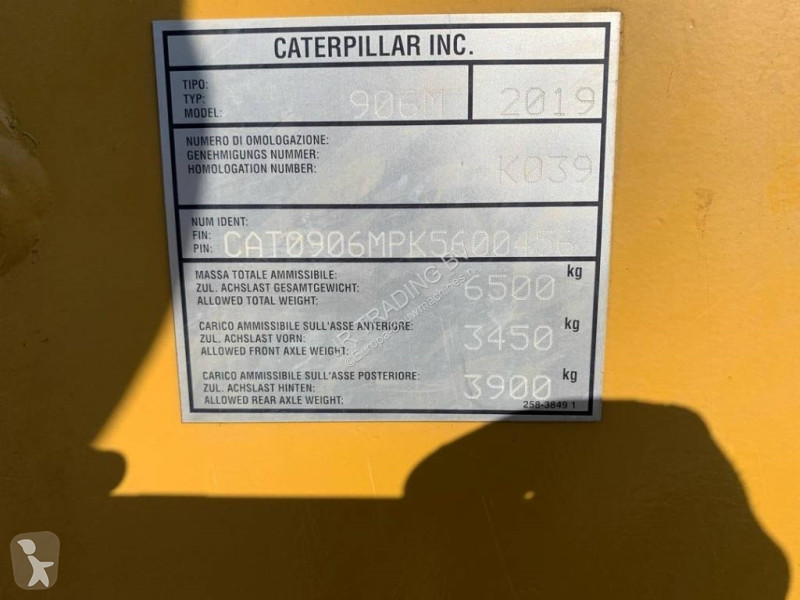 CATERPILLAR INC.
TIPO:
TYP:
MODEL: 906M 2019
NUMERO DI OMOLOGAZIONE:
GENEHMIGUNGS NUMMER:
HOMOLOGATION NUMBER: K039
NUM IDENT:
FIN:
PIN: CAT0906MPK5600456
MASSA TOTALE AMMISSIBILE:
ZUL. ACHSLAST GESAMTGEWICHT:
ALLOWED TOTAL WEIGHT: 6500 kg
CARICO AMMISSIBILE SULL'ASSE ANTERIORE:
ZUL. ACHSLAST VORN:
ALLOWED FRONT AXLE WEIGHT: 3450 kg
CARICO AMMISSIBILE SULL'ASSE POSTERIORE:
ZUL. ACHSLAST HINTEN:
ALLOWED REAR AXLE WEIGHT: 3900 kg
258-3849 1
TRADING